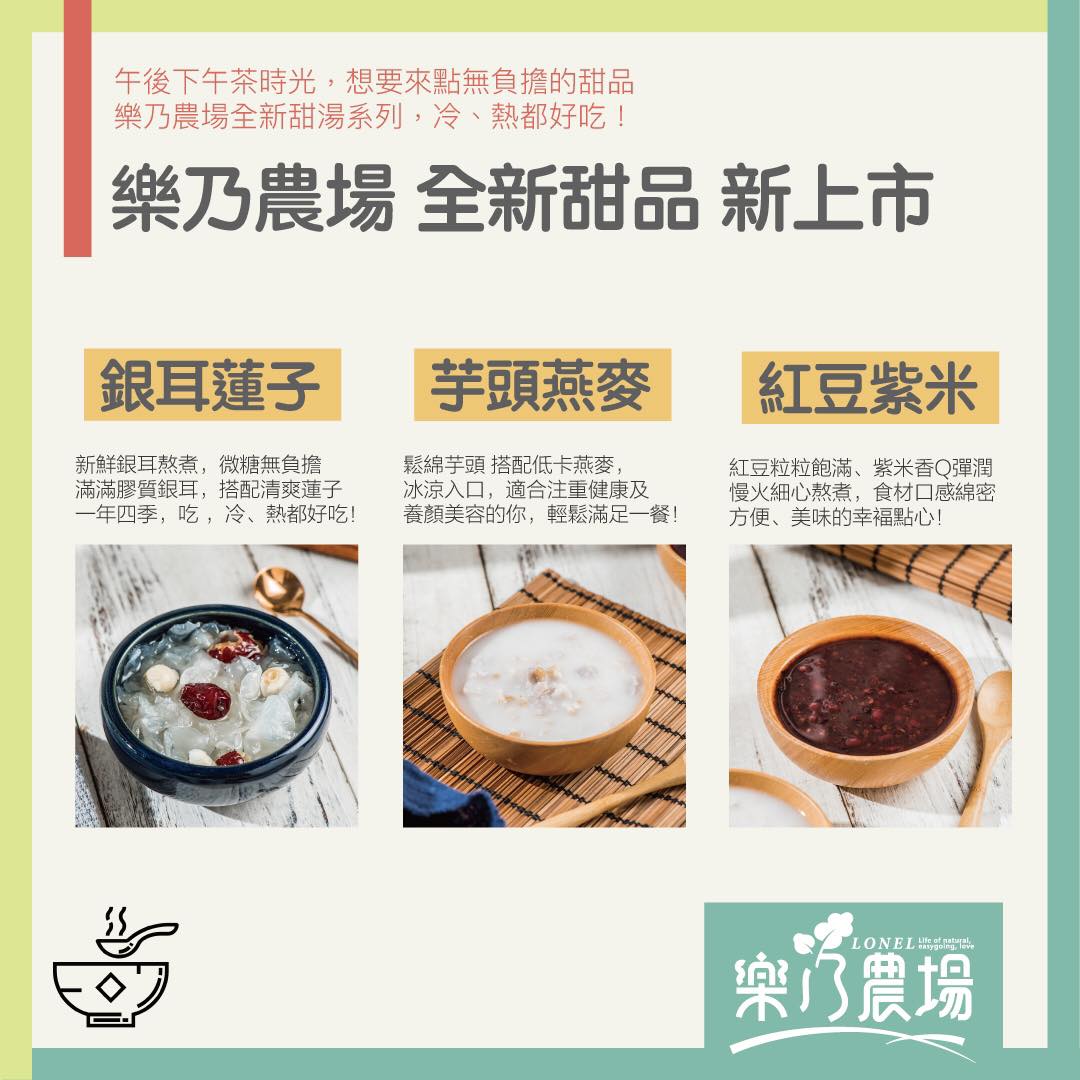 午後下午茶時光，想要來點無負擔的甜品
樂乃農場全新甜湯系列，冷、熱都好吃！
樂乃農場 全新甜品 新上市
銀耳蓮子
新鮮銀耳熬煮，微糖無負擔
滿滿膠質銀耳，搭配清爽蓮子
一年四季，吃 ，冷、熱都好吃！
芋頭燕麥
鬆綿芋頭 搭配低卡燕麥，
冰涼入口，適合注重健康及
養顏美容的你，輕鬆滿足一餐！
紅豆紫米
紅豆粒粒飽滿、紫米香Q彈潤
慢火細心熬煮，食材口感綿密
方便、美味的幸福點心！
LONEL Life of natural,
easygoing, love
樂乃農場